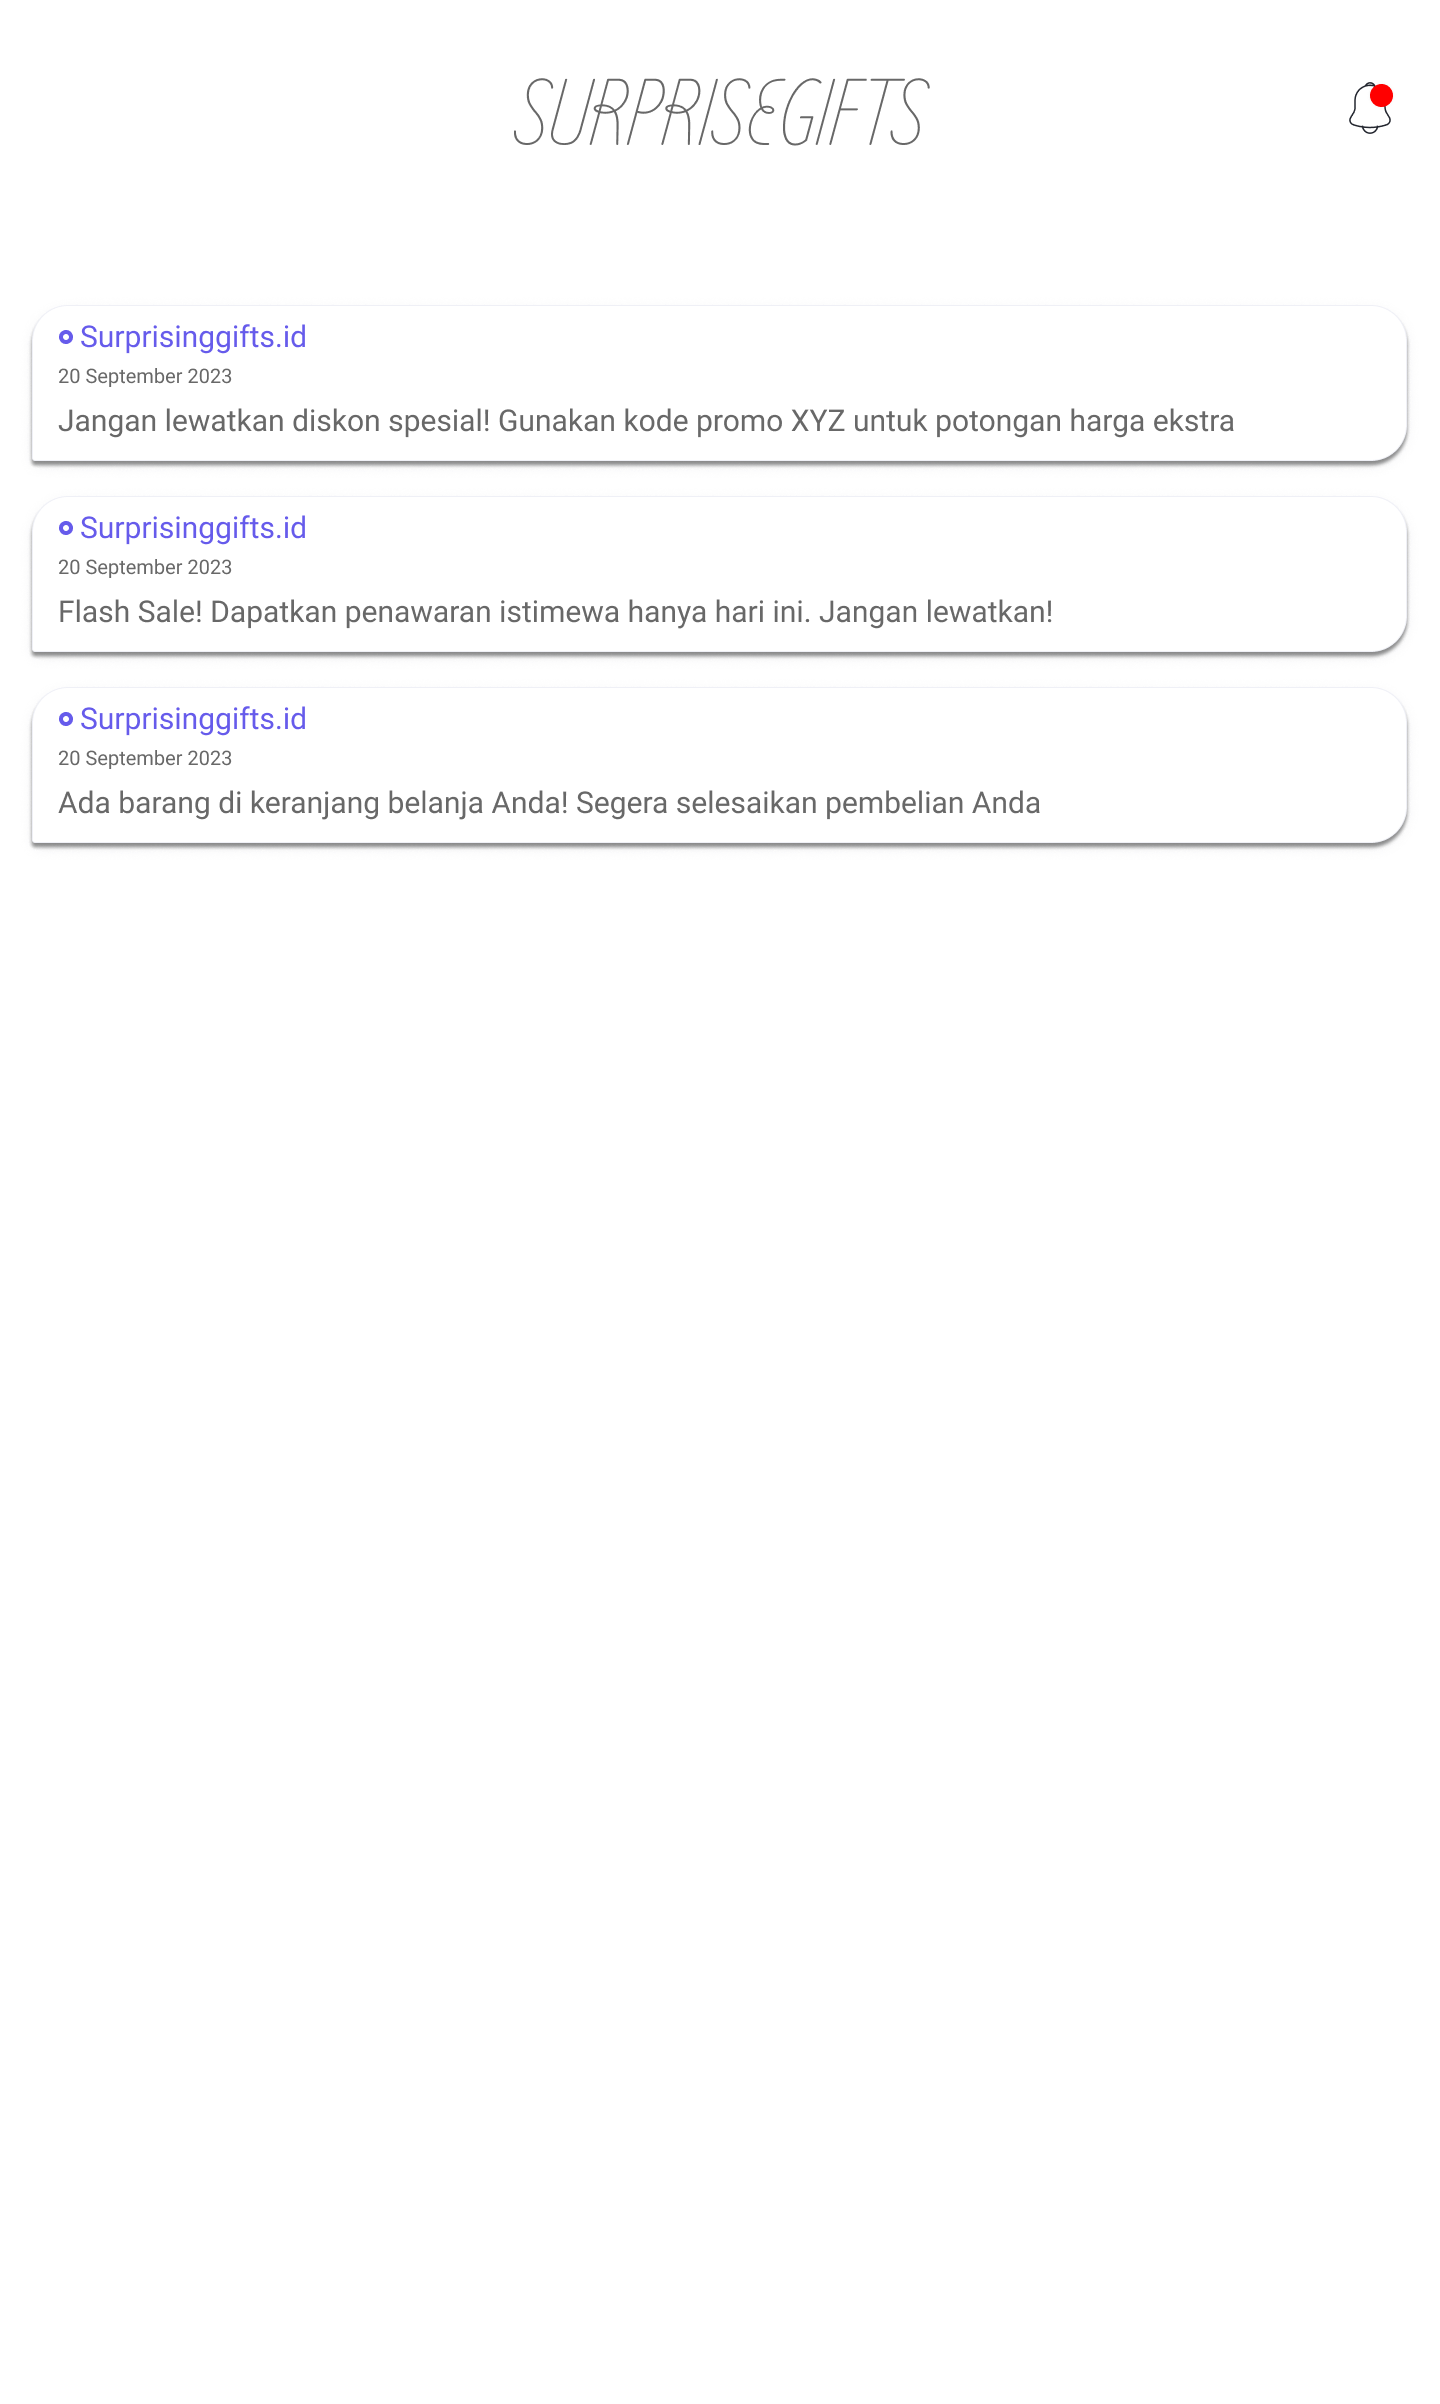 SURPRISEGIFTS
Surprisinggifts.id
20 September 2023
Jangan lewatkan diskon spesial! Gunakan kode promo XYZ untuk potongan harga ekstra
Surprisinggifts.id
20 September 2023
Flash Sale! Dapatkan penawaran istimewa hanya hari ini. Jangan lewatkan!
Surprisinggifts.id
20 September 2023
Ada barang di keranjang belanja Anda! Segera selesaikan pembelian Anda